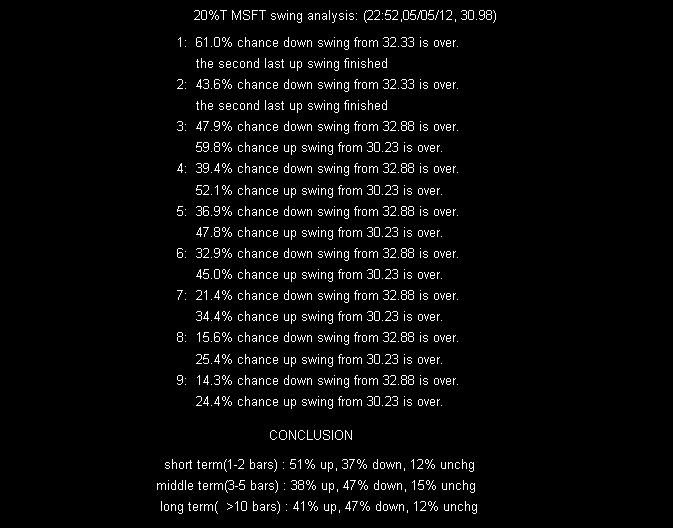 20%T MSFT swing analysis: (22:52,05/05/12, 30.98)
1: 61.0% chance down swing from 32.33 is over.
the second last up swing finished
2: 43.6% chance down swing from 32.33 is over.
the second last up swing finished
3: 47.9% chance down swing from 32.88 is over.
59.8% chance up swing from 30.23 is over.
4: 39.4% chance down swing from 32.88 is over.
52.1% chance up swing from 30.23 is over.
5: 36.9% chance down swing from 32.88 is over.
47.8% chance up swing from 30.23 is over.
6: 32.9% chance down swing from 32.88 is over.
45.0% chance up swing from 30.23 is over.
7: 21.4% chance down swing from 32.88 is over.
34.4% chance up swing from 30.23 is over.
8: 15.6% chance down swing from 32.88 is over.
25.4% chance up swing from 30.23 is over.
9: 14.3% chance down swing from 32.88 is over.
24.4% chance up swing from 30.23 is over.
CONCLUSION
short term(1-2 bars) : 51% up, 37% down, 12% unchg
middle term(3-5 bars) : 38% up, 47% down, 15% unchg
long term( >10 bars) : 41% up, 47% down, 12% unchg